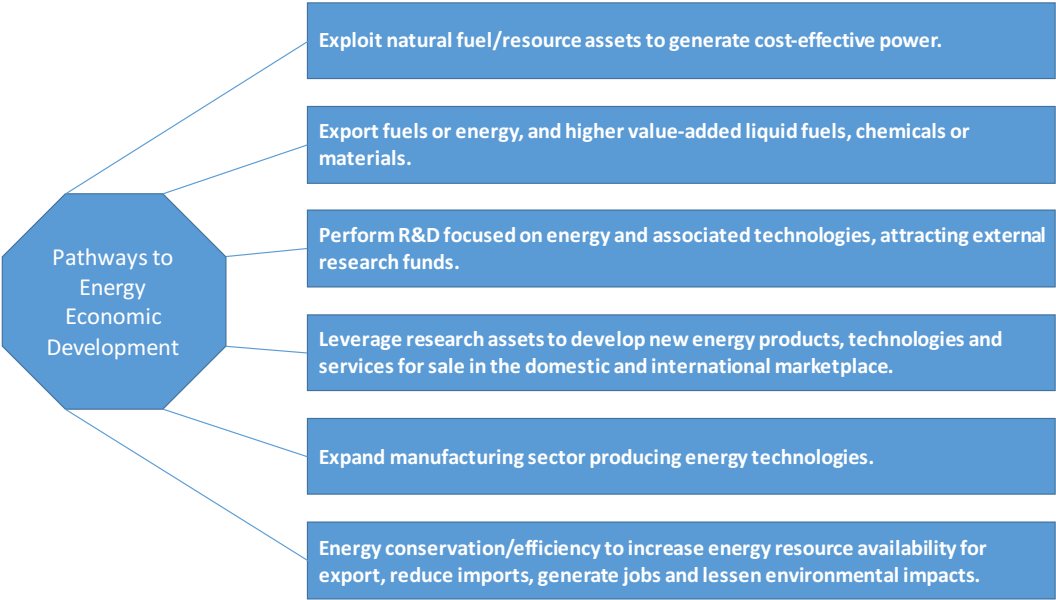 Exploit natural fuel/resource assets to generate cost-effective power.
Export fuels or energy, and higher value-added liquid fuels, chemicals or
materials.
Perform R&D focused on energy and associated technologies, attracting external
research funds.
Pathways to
Energy
Economic
Development
Leverage research assets to develop new energy products, technologies and
services for sale in the domestic and international marketplace.
Expand manufacturing sector producing energy technologies.
Energy conservation/efficiency to increase energy resource availability for
export, reduce imports, generate jobs and lessen environmental impacts.